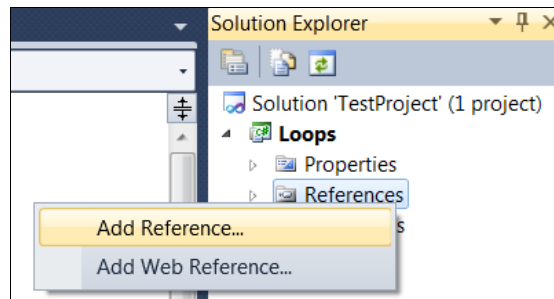 Solution Explorer
Solution 'TestProject' (1 project)
Loops
Properties
References
Add Reference...
Add Web Reference...